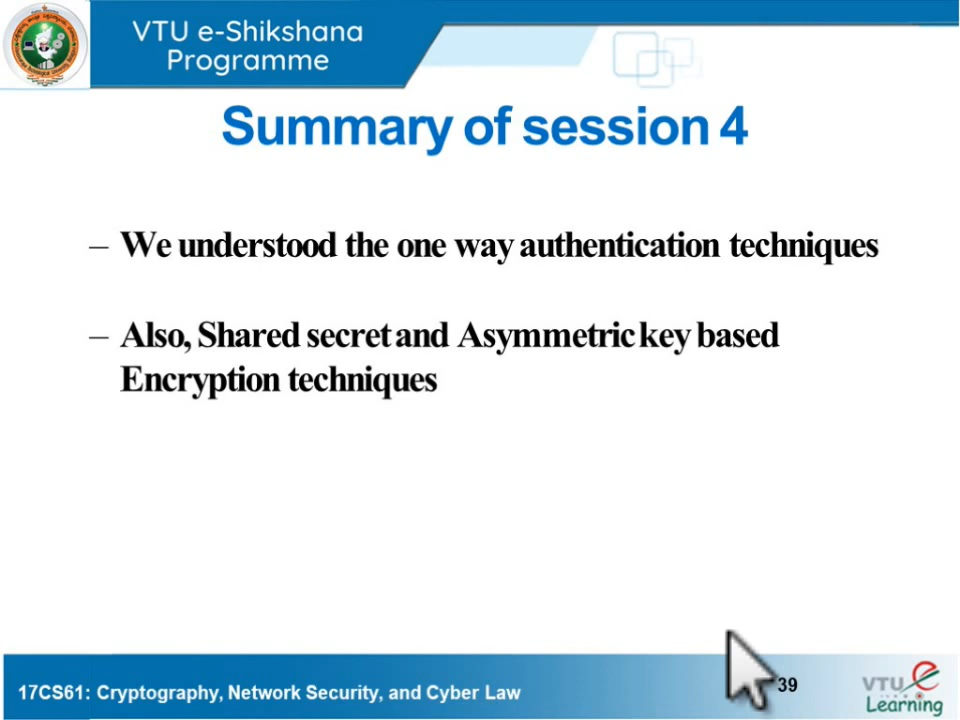 VTU e-Shikshana
Programme
Summary of session 4
– We understood the one way authentication techniques
– Also, Shared secret and Asymmetric key based
Encryption techniques
17CS61: Cryptography, Network Security, and Cyber Law
39
VTU e
Learning